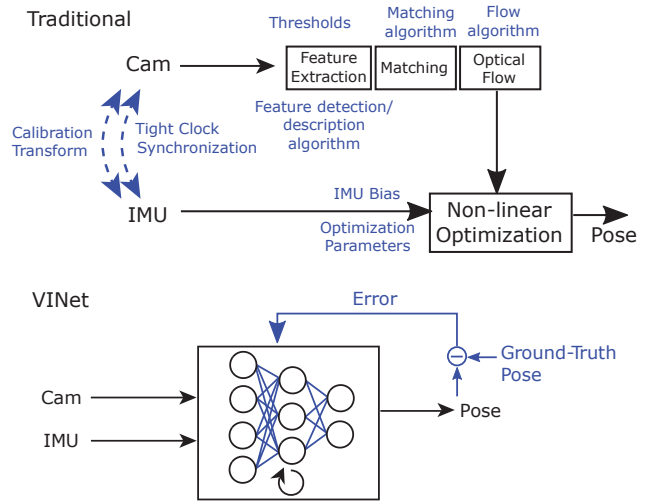 Traditional
Thresholds
Matching
algorithm
Flow
algorithm
Cam
Feature
Extraction
Matching
Optical
Flow
Feature detection/
description
algorithm
Calibration
Transform
Tight Clock
Synchronization
IMU
IMU Bias
Optimization
Parameters
Non-linear
Optimization
Pose
VINet
Error
Ground-Truth
Pose
Cam
IMU
Pose